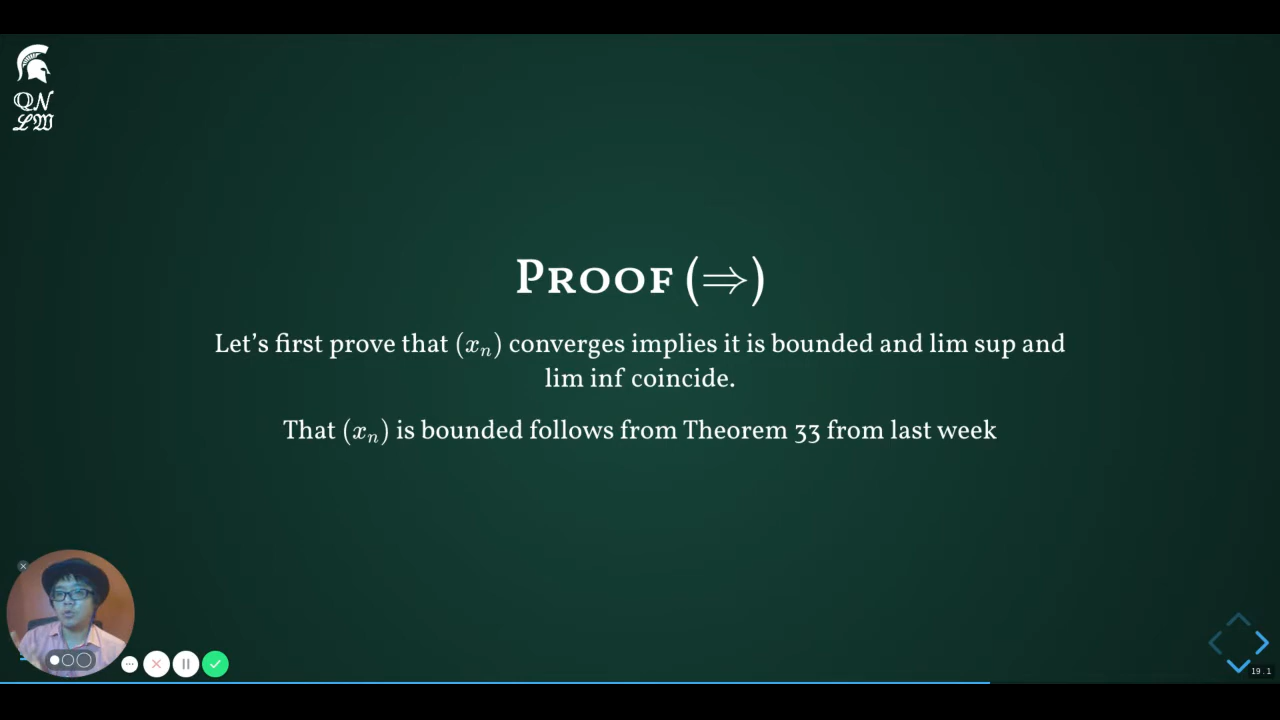 QN
LW
PROOF (⇒)
Let's first prove that (xₙ) converges implies it is bounded and lim sup and
lim inf coincide.
That (xₙ) is bounded follows from Theorem 33 from last week
19.1